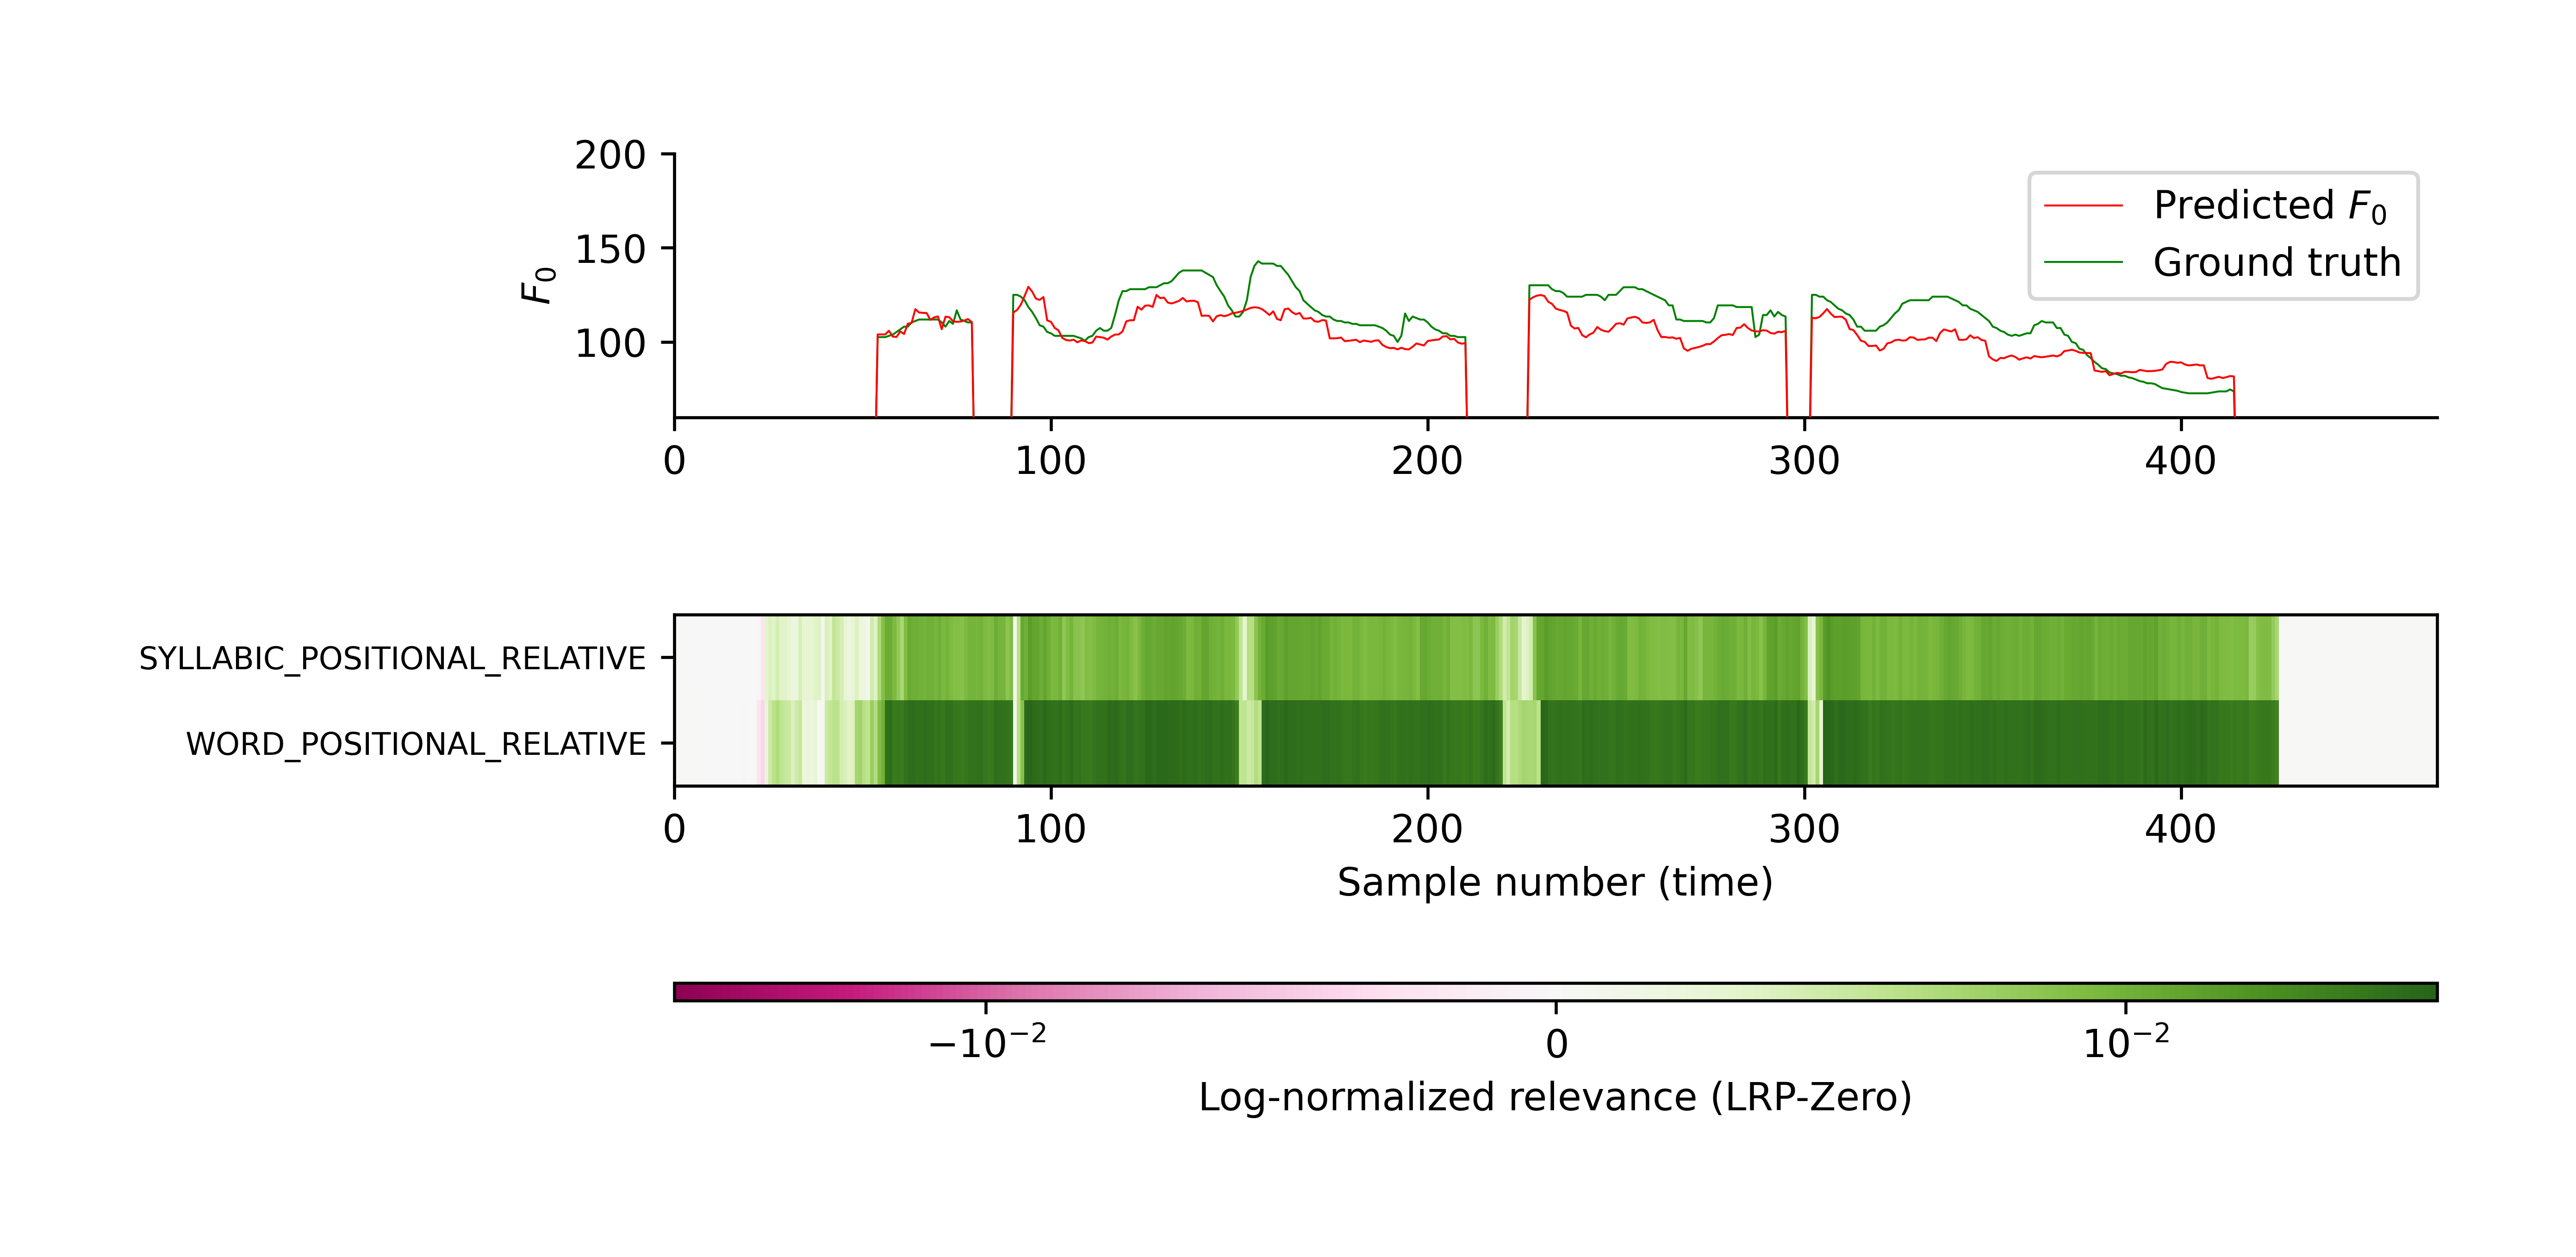 200
150
100
F₀
Predicted F₀
Ground truth
0 100 200 300 400
SYLLABIC_POSITIONAL_RELATIVE
WORD_POSITIONAL_RELATIVE
0 100 200 300 400
Sample number (time)
−10⁻² 0 10⁻²
Log-normalized relevance (LRP-Zero)